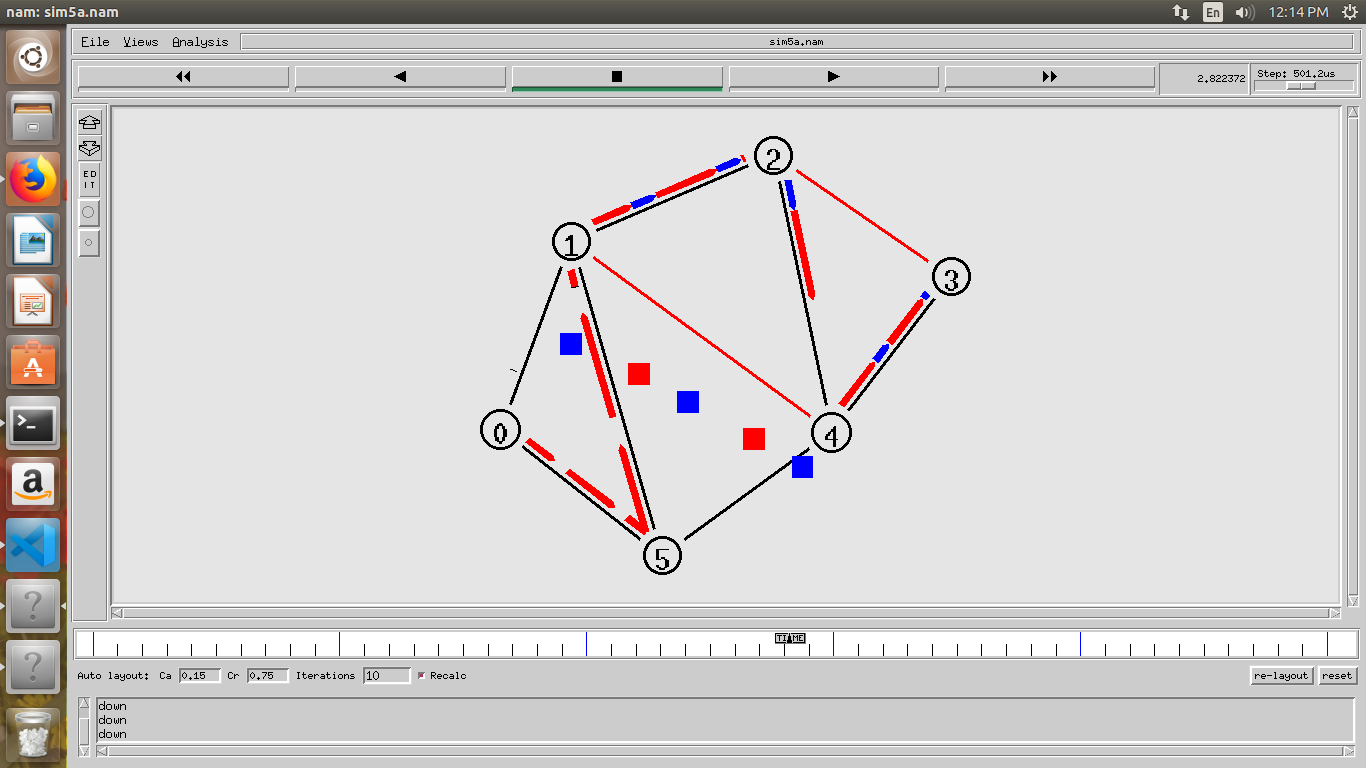 nam: sim5a.nam
En
12:14 PM
File Views Analysis
sim5a.nam
2.822372
Step: 501.2us
ED
IT
2
1
3
0
4
5
TIME
Auto layout: Ca 0.15 Cr 0.75 Iterations 10 Recalc
re-layout
reset
down
down
down
>_
a
?
?